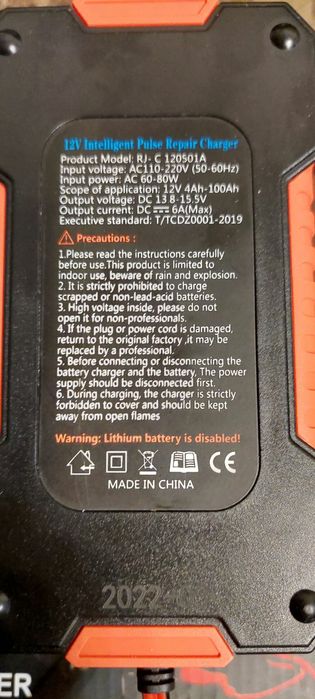 12V Intelligent Pulse Repair Charger
Product Model: RJ- C 120501A
Input voltage: AC110-220V (50-60Hz)
Input power: AC 60-80W
Scope of application: 12V 4Ah-100Ah
Output voltage: DC 13.8-15.5V
Output current: DC ⎓ 6A(Max)
Executive standard: T/TCDZ0001-2019
Precautions :
1.Please read the instructions carefully
before use.This product is limited to
indoor use, beware of rain and explosion.
2. It is strictly prohibited to charge
scrapped or non-lead-acid batteries.
3. High voltage inside, please do not
open it for non-professionals.
4. If the plug or power cord is damaged,
return to the original factory ,it may be
replaced by a professional.
5. Before connecting or disconnecting the
battery charger and the battery, The power
supply should be disconnected first.
6. During charging, the charger is strictly
forbidden to cover and should be kept
away from open flames
Warning: Lithium battery is disabled!
CE
MADE IN CHINA
2022
ER